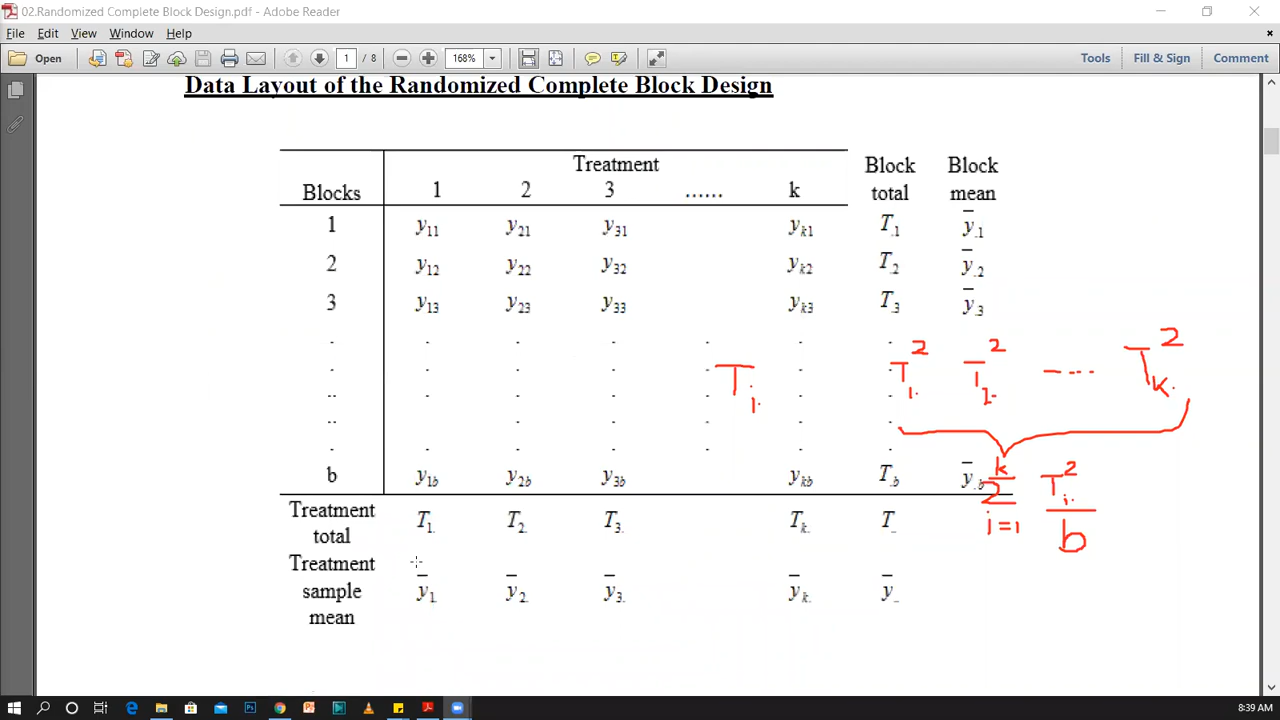 02.Randomized Complete Block Design.pdf - Adobe Reader
File Edit View Window Help
Open 1 / 8 168% Tools Fill & Sign Comment
Data Layout of the Randomized Complete Block Design
Treatment Block Block
Blocks 1 2 3 ...... k total mean
1 y₁₁ y₂₁ y₃₁ yₖ₁ T.₁ ȳ.₁
2 y₁₂ y₂₂ y₃₂ yₖ₂ T.₂ ȳ.₂
3 y₁₃ y₂₃ y₃₃ yₖ₃ T.₃ ȳ.₃
. . . . . . .
. . . . . . .
.. . . . . . .
.. . . . . . .
. . . . . . .
Tᵢ. T₁.² T₂.² ---- Tₖ.²
b y₁b y₂b y₃b yₖb T.b ȳ.b
k
Σ Tᵢ.²
i=1 b
Treatment total T₁. T₂. T₃. Tₖ. T..
Treatment sample mean ȳ₁. ȳ₂. ȳ₃. ȳₖ. ȳ..
8:39 AM